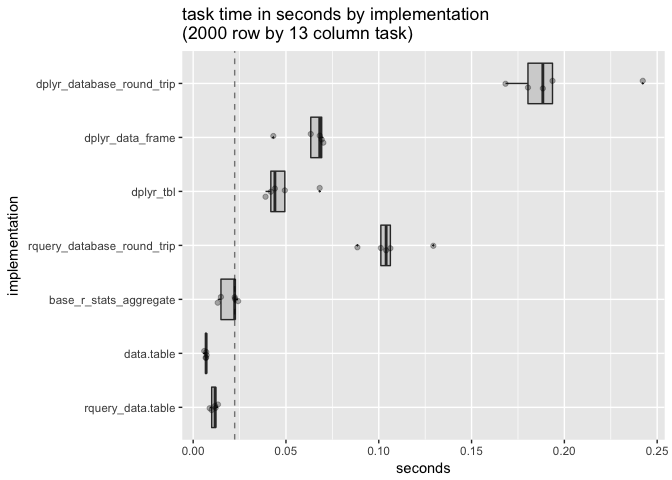 task time in seconds by implementation
(2000 row by 13 column task)
dplyr_database_round_trip
dplyr_data_frame
dplyr_tbl
rquery_database_round_trip
base_r_stats_aggregate
data.table
rquery_data.table
implementation
0.00 0.05 0.10 0.15 0.20 0.25
seconds